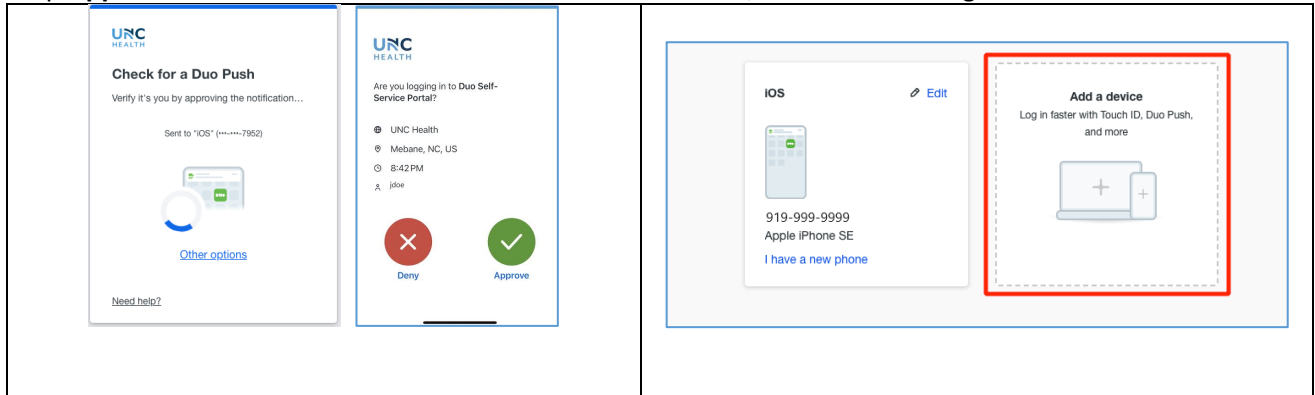 UNC
HEALTH
Check for a Duo Push
Verify it's you by approving the notification...
Sent to "iOS" (•••-•••-7952)
Other options
Need help?
UNC
HEALTH
Are you logging in to Duo Self-
Service Portal?
UNC Health
Mebane, NC, US
8:42 PM
jdoe
Deny
Approve
iOS
Edit
919-999-9999
Apple iPhone SE
I have a new phone
Add a device
Log in faster with Touch ID, Duo Push,
and more